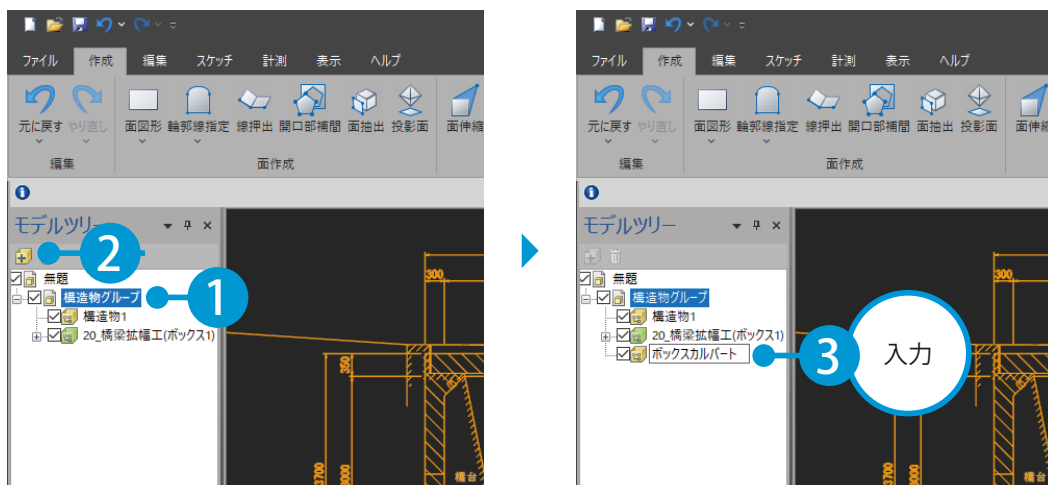 ファイル 作成 編集 スケッチ 計測 表示 ヘルプ
元に戻す やり直し 面図形 輪郭線指定 線押出 開口部補間 面抽出 投影面 面伸縮
編集 面作成
モデルツリー
2
無題
構造物グループ
1
構造物1
20_橋梁拡幅工(ボックス1)
300
350
3700
3000
橋台
ファイル 作成 編集 スケッチ 計測 表示 ヘルプ
元に戻す やり直し 面図形 輪郭線指定 線押出 開口部補間 面抽出 投影面
編集 面作成
モデルツリー
無題
構造物グループ
構造物1
20_橋梁拡幅工(ボックス1)
ボックスカルバート
3
入力
300
3700
3000
橋台